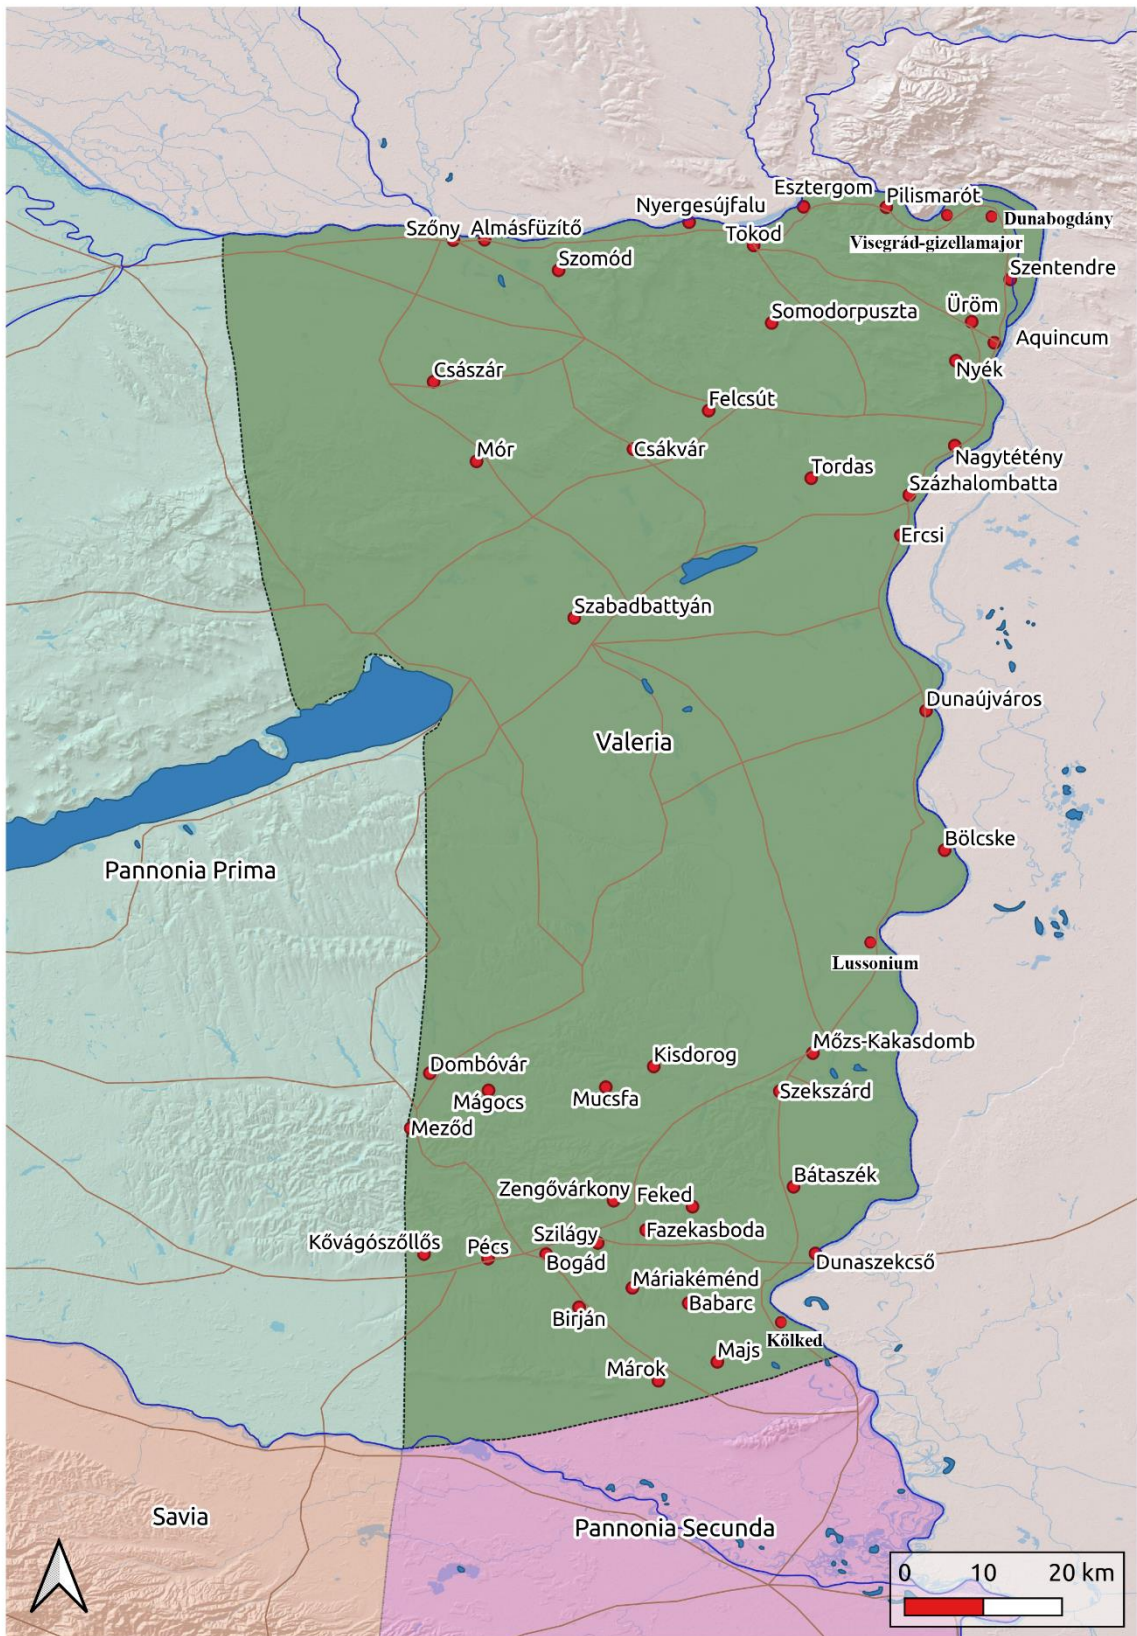 Esztergom
Pilismarót
Nyergesújfalu
Dunabogdány
Szőny
Almásfüzítő
Tokod
Visegrád-gizellamajor
Szomód
Szentendre
Somodorpuszta
Üröm
Aquincum
Császár
Nyék
Felcsút
Mór
Csákvár
Nagytétény
Tordas
Százhalombatta
Ercsi
Szabadbattyán
Dunaújváros
Valeria
Bölcske
Pannonia Prima
Lussonium
Mőzs-Kakasdomb
Kisdorog
Dombóvár
Mágocs
Mucsfa
Szekszárd
Meződ
Bátaszék
Zengővárkony
Feked
Fazekasboda
Szilágy
Kővágószőllős
Pécs
Bogád
Dunaszekcső
Máriakéménd
Babarc
Birján
Kölked
Majs
Márok
Savia
Pannonia Secunda
0 10 20 km